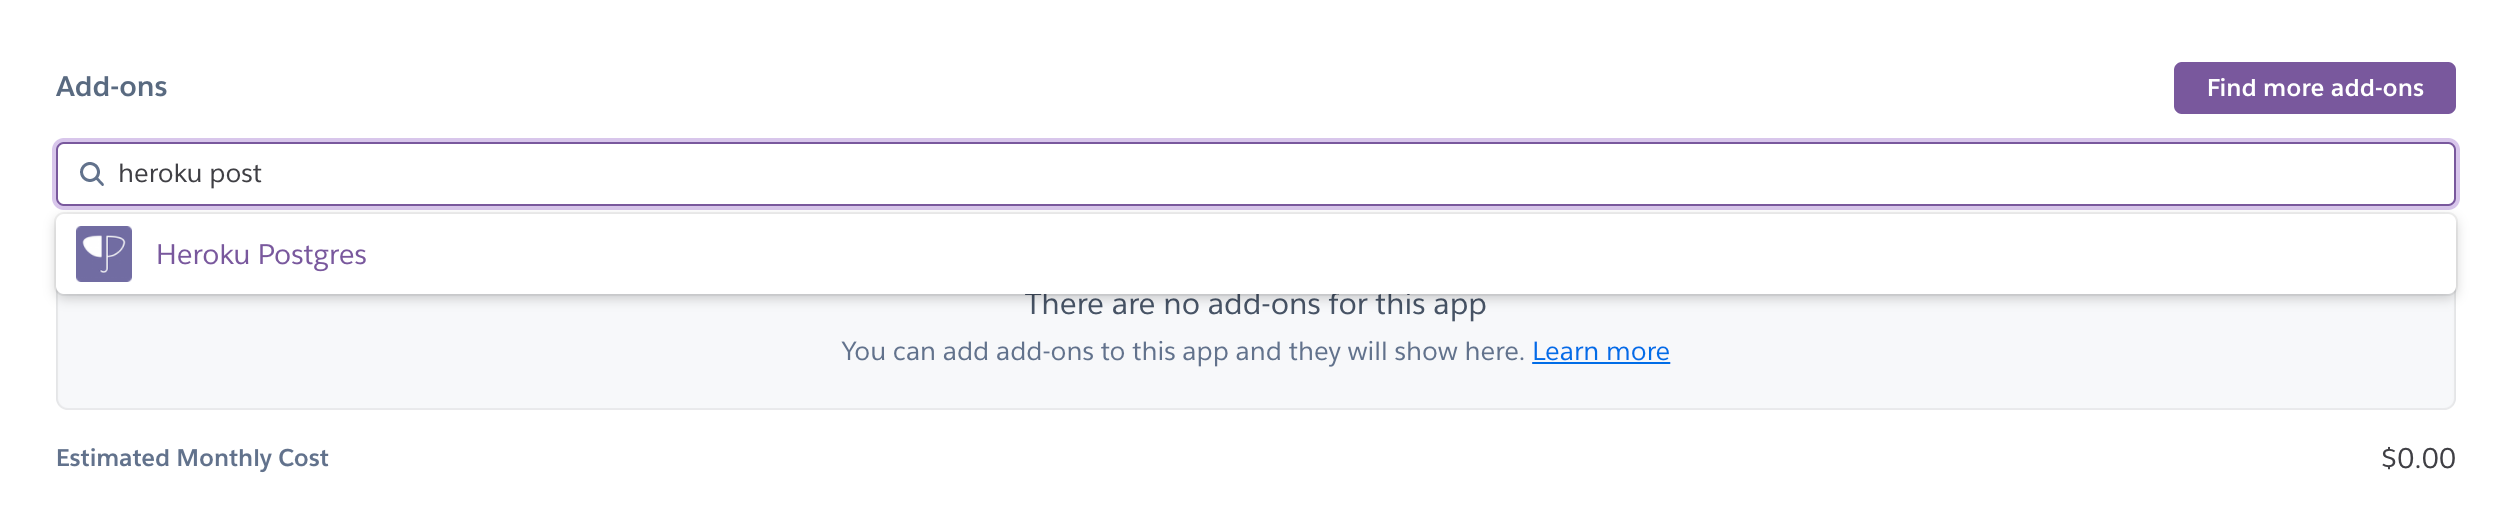 Add-ons
Find more add-ons
heroku post
Heroku Postgres
There are no add-ons for this app
You can add add-ons to this app and they will show here. Learn more
Estimated Monthly Cost
$0.00